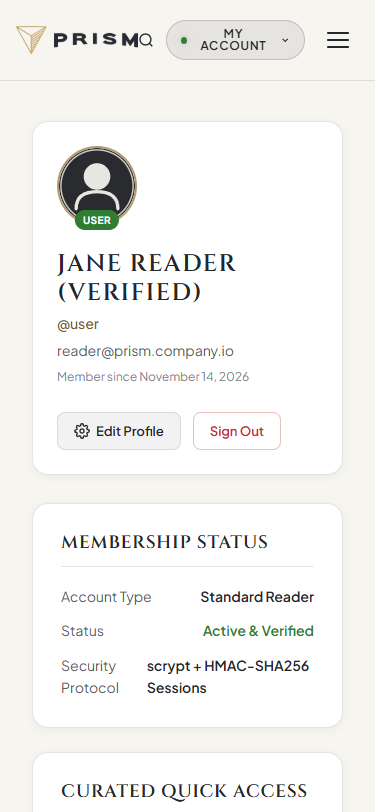 PRISM
MY
ACCOUNT
USER
JANE READER
(VERIFIED)
@user
reader@prism.company.io
Member since November 14, 2026
Edit Profile
Sign Out
MEMBERSHIP STATUS
Account Type Standard Reader
Status Active & Verified
Security scrypt + HMAC-SHA256
Protocol Sessions
CURATED QUICK ACCESS